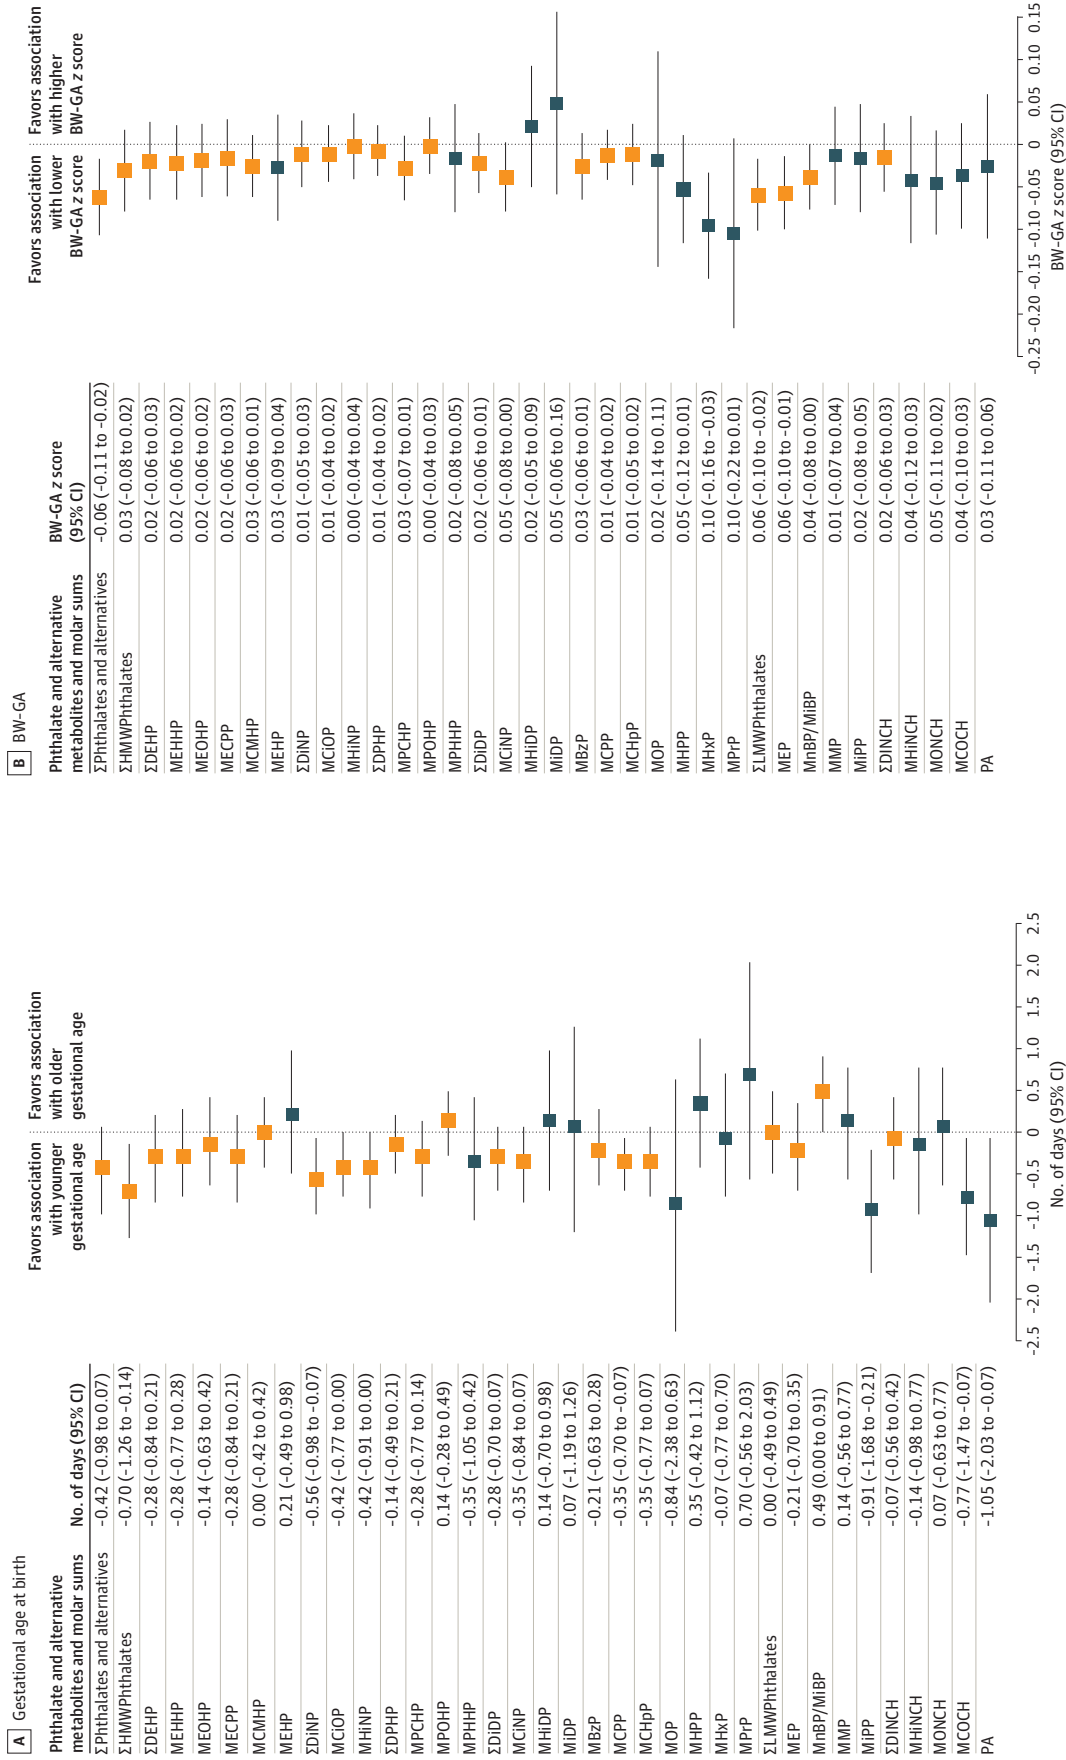 A Gestational age at birth
Phthalate and alternative
metabolites and molar sums
No. of days (95% CI)
Favors association
with younger
gestational age
Favors association
with older
gestational age
ΣPhthalates and alternatives −0.42 (−0.98 to 0.07)
ΣHMWPhthalates −0.70 (−1.26 to −0.14)
ΣDEHP −0.28 (−0.84 to 0.21)
MEHHP −0.28 (−0.77 to 0.28)
MEOHP −0.14 (−0.63 to 0.42)
MECPP −0.28 (−0.84 to 0.21)
MCMHP 0.00 (−0.42 to 0.42)
MEHP 0.21 (−0.49 to 0.98)
ΣDiNP −0.56 (−0.98 to −0.07)
MCiOP −0.42 (−0.77 to 0.00)
MHiNP −0.42 (−0.91 to 0.00)
ΣDPHP −0.14 (−0.49 to 0.21)
MPCHP −0.28 (−0.77 to 0.14)
MPOHP 0.14 (−0.28 to 0.49)
MPHHP −0.35 (−1.05 to 0.42)
ΣDiDP −0.28 (−0.70 to 0.07)
MCiNP −0.35 (−0.84 to 0.07)
MHiDP 0.14 (−0.70 to 0.98)
MiDP 0.07 (−1.19 to 1.26)
MBzP −0.21 (−0.63 to 0.28)
MCPP −0.35 (−0.70 to −0.07)
MCHpP −0.35 (−0.77 to 0.07)
MOP −0.84 (−2.38 to 0.63)
MHPP 0.35 (−0.42 to 1.12)
MHxP −0.07 (−0.77 to 0.70)
MPrP 0.70 (−0.56 to 2.03)
ΣLMWPhthalates 0.00 (−0.49 to 0.49)
MEP −0.21 (−0.70 to 0.35)
MnBP/MiBP 0.49 (0.00 to 0.91)
MMP 0.14 (−0.56 to 0.77)
MiPP −0.91 (−1.68 to −0.21)
ΣDINCH −0.07 (−0.56 to 0.42)
MHiNCH −0.14 (−0.98 to 0.77)
MONCH 0.07 (−0.63 to 0.77)
MCOCH −0.77 (−1.47 to −0.07)
PA −1.05 (−2.03 to −0.07)
−2.5 −2.0 −1.5 −1.0 −0.5 0 0.5 1.0 1.5 2.0 2.5
No. of days (95% CI)
B BW-GA
Phthalate and alternative
metabolites and molar sums
BW-GA z score
(95% CI)
Favors association
with lower
BW-GA z score
Favors association
with higher
BW-GA z score
ΣPhthalates and alternatives −0.06 (−0.11 to −0.02)
ΣHMWPhthalates 0.03 (−0.08 to 0.02)
ΣDEHP 0.02 (−0.06 to 0.03)
MEHHP 0.02 (−0.06 to 0.02)
MEOHP 0.02 (−0.06 to 0.02)
MECPP 0.02 (−0.06 to 0.03)
MCMHP 0.03 (−0.06 to 0.01)
MEHP 0.03 (−0.09 to 0.04)
ΣDiNP 0.01 (−0.05 to 0.03)
MCiOP 0.01 (−0.04 to 0.02)
MHiNP 0.00 (−0.04 to 0.04)
ΣDPHP 0.01 (−0.04 to 0.02)
MPCHP 0.03 (−0.07 to 0.01)
MPOHP 0.00 (−0.04 to 0.03)
MPHHP 0.02 (−0.08 to 0.05)
ΣDiDP 0.02 (−0.06 to 0.01)
MCiNP 0.05 (−0.08 to 0.00)
MHiDP 0.02 (−0.05 to 0.09)
MiDP 0.05 (−0.06 to 0.16)
MBzP 0.03 (−0.06 to 0.01)
MCPP 0.01 (−0.04 to 0.02)
MCHpP 0.01 (−0.05 to 0.02)
MOP 0.02 (−0.14 to 0.11)
MHPP 0.05 (−0.12 to 0.01)
MHxP 0.10 (−0.16 to −0.03)
MPrP 0.10 (−0.22 to 0.01)
ΣLMWPhthalates 0.06 (−0.10 to −0.02)
MEP 0.06 (−0.10 to −0.01)
MnBP/MiBP 0.04 (−0.08 to 0.00)
MMP 0.01 (−0.07 to 0.04)
MiPP 0.02 (−0.08 to 0.05)
ΣDINCH 0.02 (−0.06 to 0.03)
MHiNCH 0.04 (−0.12 to 0.03)
MONCH 0.05 (−0.11 to 0.02)
MCOCH 0.04 (−0.10 to 0.03)
PA 0.03 (−0.11 to 0.06)
−0.25 −0.20 −0.15 −0.10 −0.05 0 0.05 0.10 0.15
BW-GA z score (95% CI)